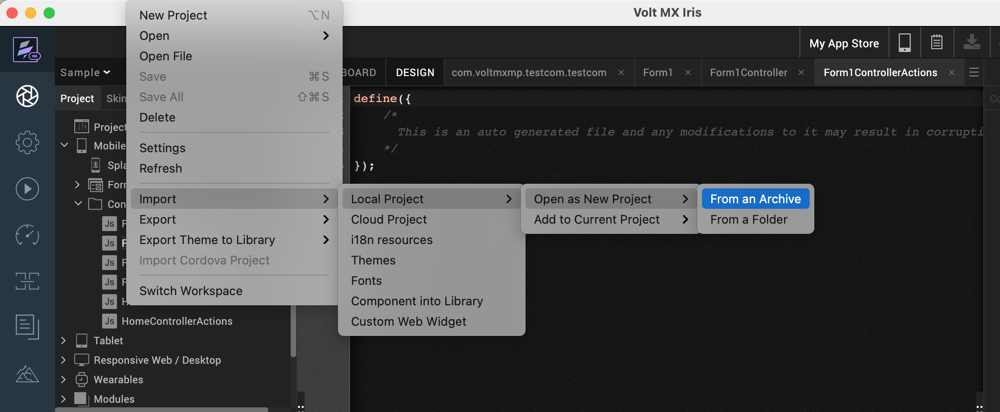 Volt MX Iris
New Project ⌥N
Open
Open File
Save ⌘S
Save All ⇧⌘S
Delete
Settings
Refresh
Import
Export
Export Theme to Library
Import Cordova Project
Switch Workspace
Local Project
Cloud Project
i18n resources
Themes
Fonts
Component into Library
Custom Web Widget
Open as New Project
Add to Current Project
From an Archive
From a Folder
My App Store
MX
Sample
BOARD DESIGN com.voltmxmp.testcom.testcom Form1 Form1Controller Form1ControllerActions
Project Skin
Project
Mobile
Spla
For
Con
Js F
Js F
Js F
Js F
Js H
Js HomeControllerActions
Tablet
Responsive Web / Desktop
Wearables
Modules
define({
/*
This is an auto generated file and any modifications to it may result in corrupti
*/
});